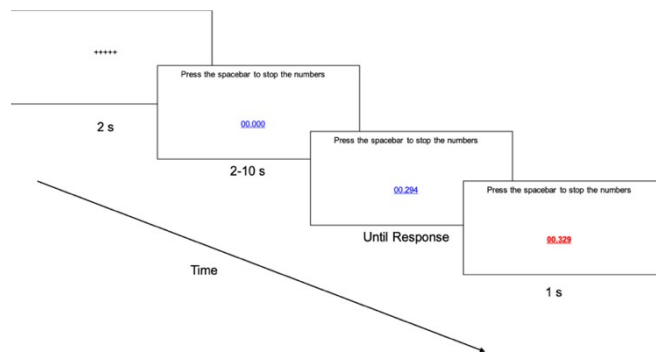 +++++
2 s
Press the spacebar to stop the numbers
00.000
2-10 s
Press the spacebar to stop the numbers
00.294
Until Response
Press the spacebar to stop the numbers
00.329
1 s
Time